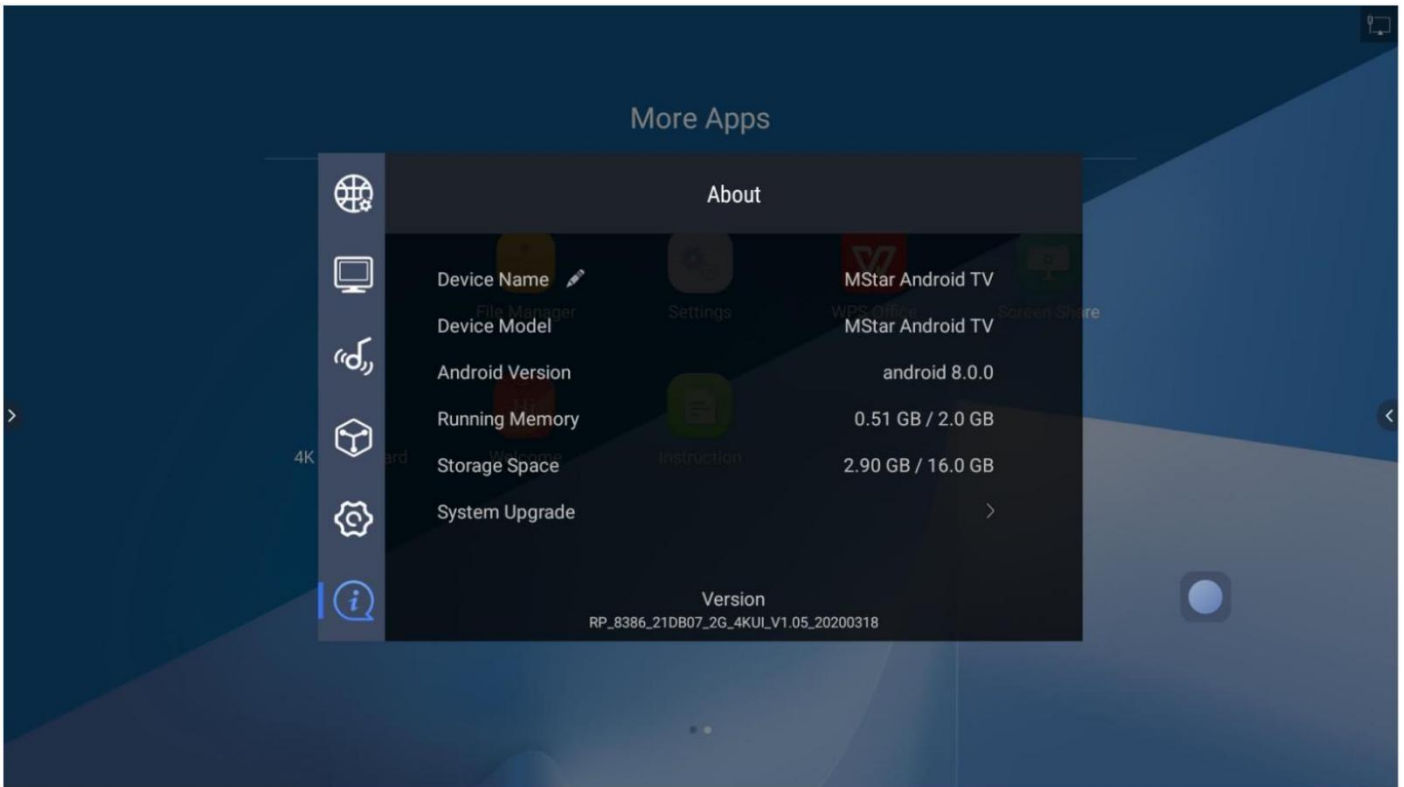 More Apps
About
Device Name MStar Android TV
File Manager Settings WPS Office Screen Share
Device Model MStar Android TV
Android Version android 8.0.0
Hi
Running Memory 0.51 GB / 2.0 GB
4K ard Welcome Instruction
Storage Space 2.90 GB / 16.0 GB
System Upgrade
Version
RP_8386_21DB07_2G_4KUI_V1.05_20200318